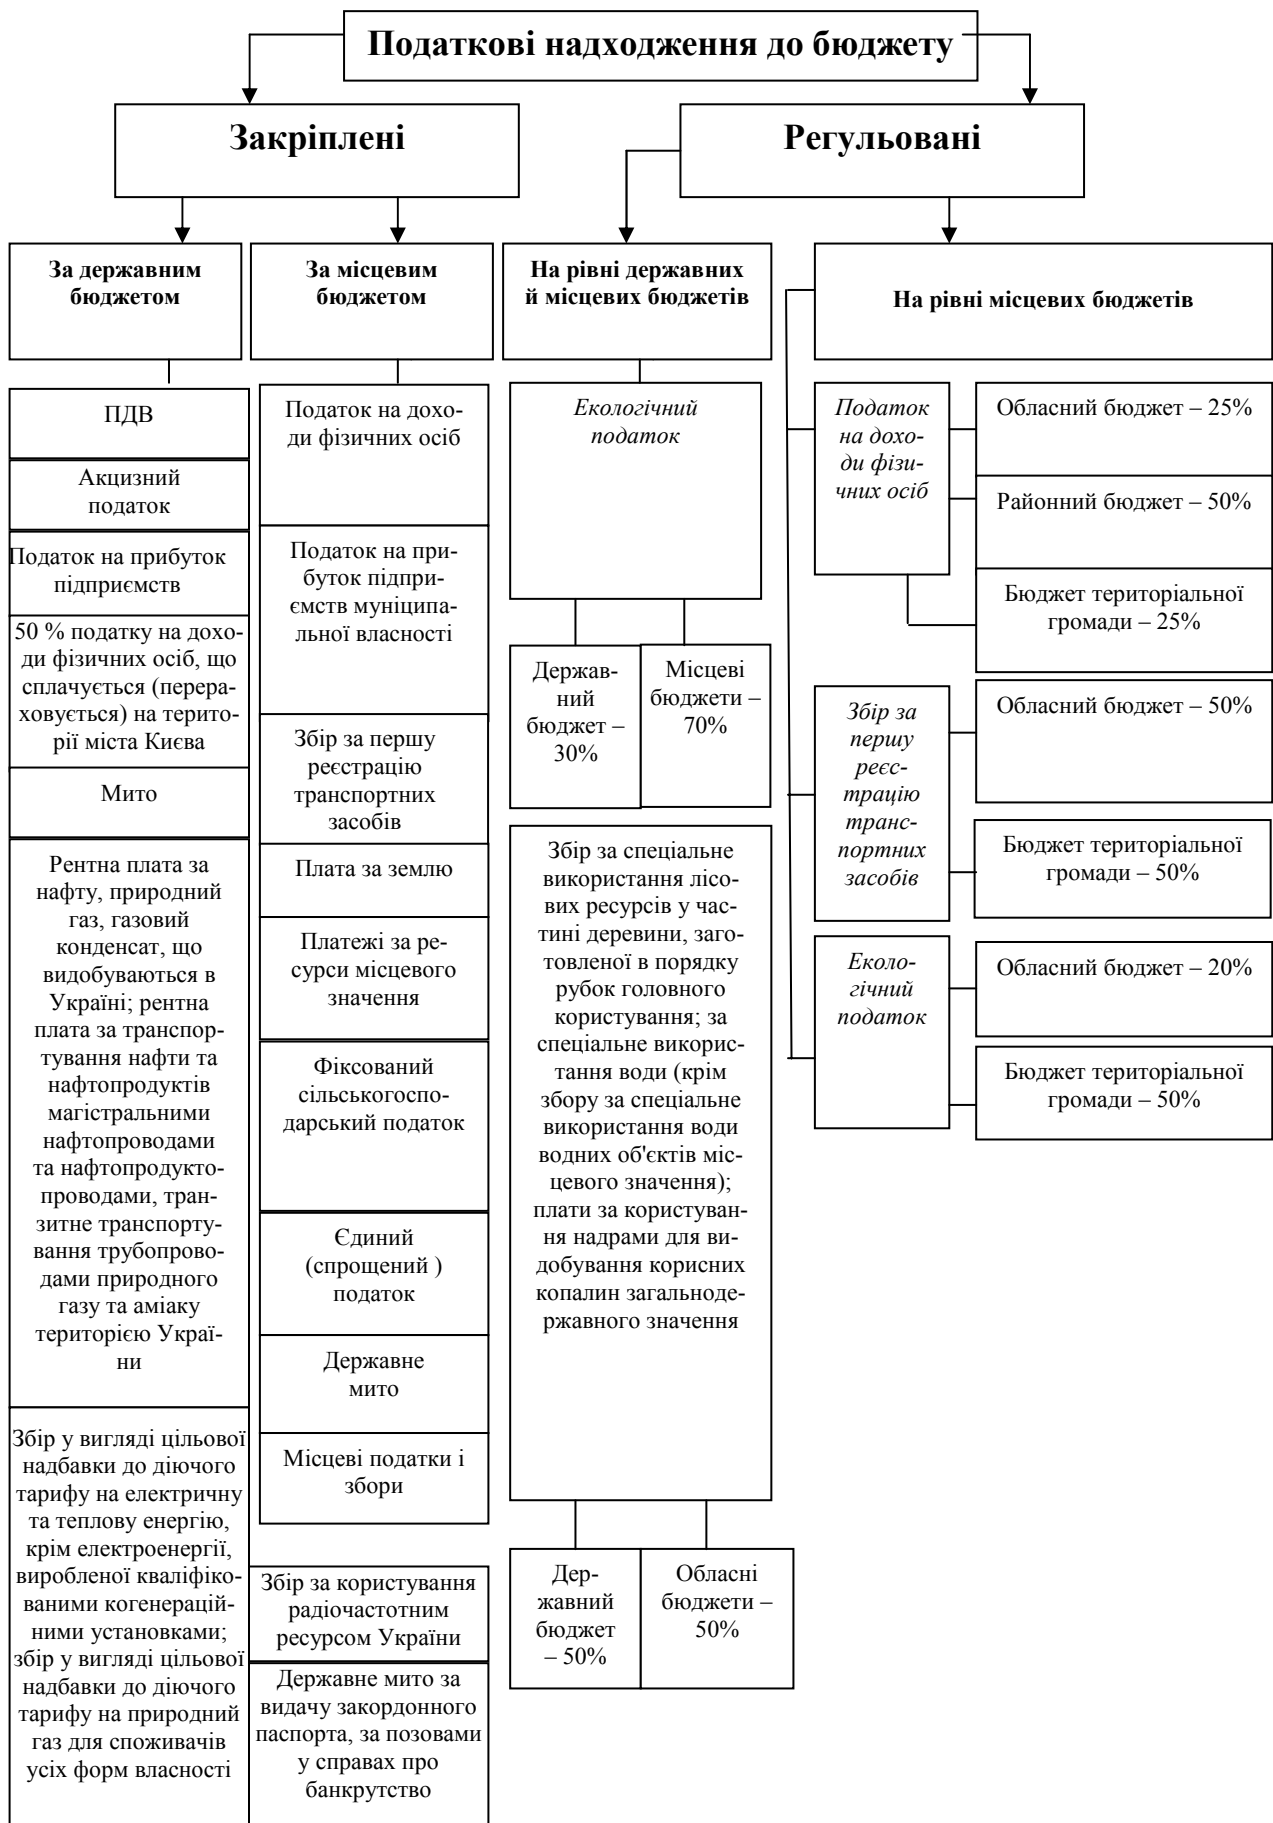 Податкові надходження до бюджету
Закріплені
Регульовані
За державним
бюджетом
За місцевим
бюджетом
На рівні державних
й місцевих бюджетів
На рівні місцевих бюджетів
ПДВ
Акцизний
податок
Податок на прибуток
підприємств
50 % податку на дохо-
ди фізичних осіб, що
сплачується (перера-
ховується) на терито-
рії міста Києва
Мито
Рентна плата за
нафту, природний
газ, газовий
конденсат, що
видобуваються в
Україні; рентна
плата за транспор-
тування нафти та
нафтопродуктів
магістральними
нафтопроводами
та нафтопродукто-
проводами, тран-
зитне транспорту-
вання трубопрово-
дами природного
газу та аміаку
територією Украї-
ни
Збір у вигляді цільової
надбавки до діючого
тарифу на електричну
та теплову енергію,
крім електроенергії,
виробленої кваліфіко-
ваними когенерацій-
ними установками;
збір у вигляді цільової
надбавки до діючого
тарифу на природний
газ для споживачів
усіх форм власності
Податок на дохо-
ди фізичних осіб
Податок на при-
буток підпри-
ємств муніципа-
льної власності
Збір за першу
реєстрацію
транспортних
засобів
Плата за землю
Платежі за ре-
сурси місцевого
значення
Фіксований
сільськогоспо-
дарський податок
Єдиний
(спрощений )
податок
Державне
мито
Місцеві податки і
збори
Збір за користування
радіочастотним
ресурсом України
Державне мито за
видачу закордонного
паспорта, за позовами
у справах про
банкрутство
Екологічний
податок
Держав-
ний
бюджет –
30%
Місцеві
бюджети –
70%
Збір за спеціальне
використання лісо-
вих ресурсів у час-
тині деревини, заго-
товленої в порядку
рубок головного
користування; за
спеціальне викорис-
тання води (крім
збору за спеціальне
використання води
водних об'єктів міс-
цевого значення);
плати за користуван-
ня надрами для ви-
добування корисних
копалин загальноде-
ржавного значення
Дер-
жавний
бюджет
– 50%
Обласні
бюджети –
50%
Податок
на дохо-
ди фізи-
чних осіб
Обласний бюджет – 25%
Районний бюджет – 50%
Бюджет територіальної
громади – 25%
Збір за
першу
реєс-
трацію
транс-
портних
засобів
Обласний бюджет – 50%
Бюджет територіальної
громади – 50%
Еколо-
гічний
податок
Обласний бюджет – 20%
Бюджет територіальної
громади – 50%